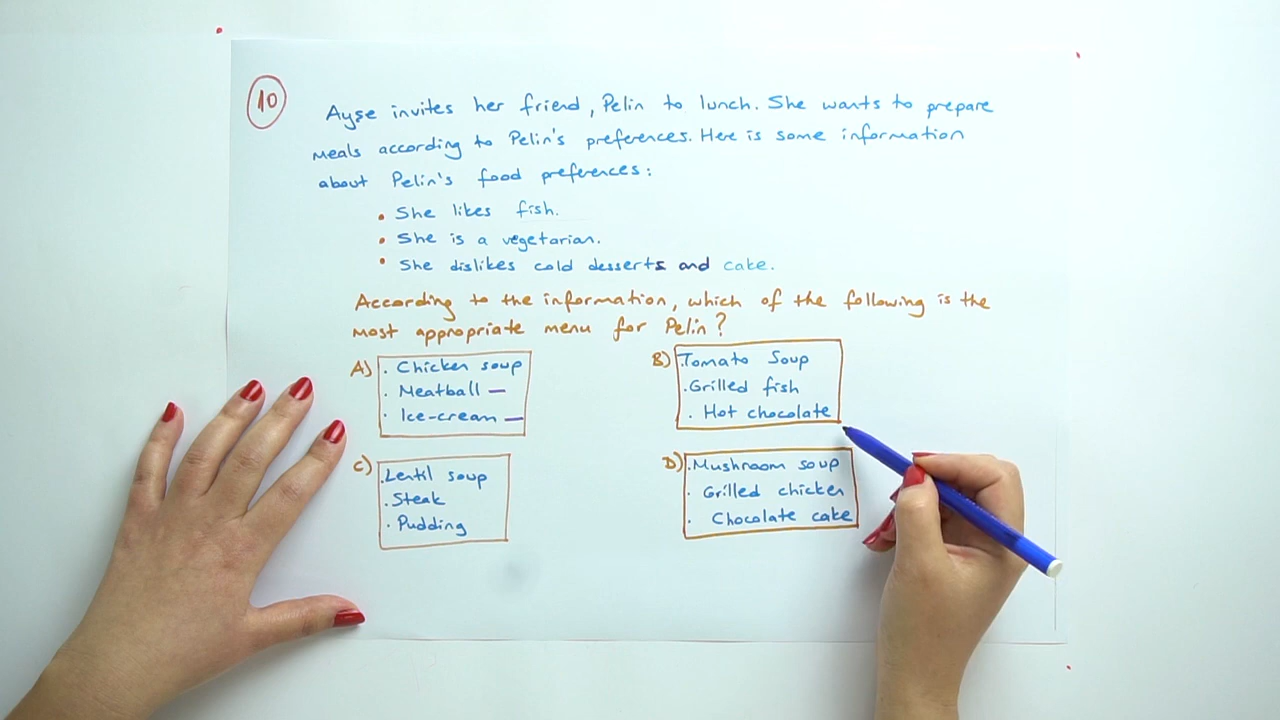 10
Ayşe invites her friend, Pelin to lunch. She wants to prepare
meals according to Pelin's preferences. Here is some information
about Pelin's food preferences:
• She likes fish.
• She is a vegetarian.
• She dislikes cold desserts and cake.
According to the information, which of the following is the
most appropriate menu for Pelin?
A) . Chicken soup
. Meatball —
. Ice-cream —
B) .Tomato Soup
.Grilled fish
. Hot chocolate
C) .Lentil soup
.Steak
. Pudding
D) .Mushroom soup
. Grilled chicken
. Chocolate cake